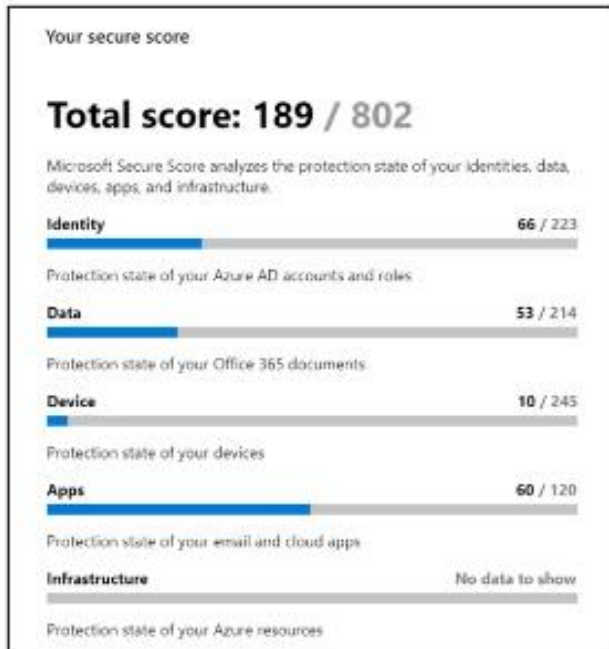 Your secure score
Total score: 189 / 802
Microsoft Secure Score analyzes the protection state of your identities, data,
devices, apps, and infrastructure.
Identity 66 / 223
Protection state of your Azure AD accounts and roles
Data 53 / 214
Protection state of your Office 365 documents
Device 10 / 245
Protection state of your devices
Apps 60 / 120
Protection state of your email and cloud apps
Infrastructure No data to show
Protection state of your Azure resources